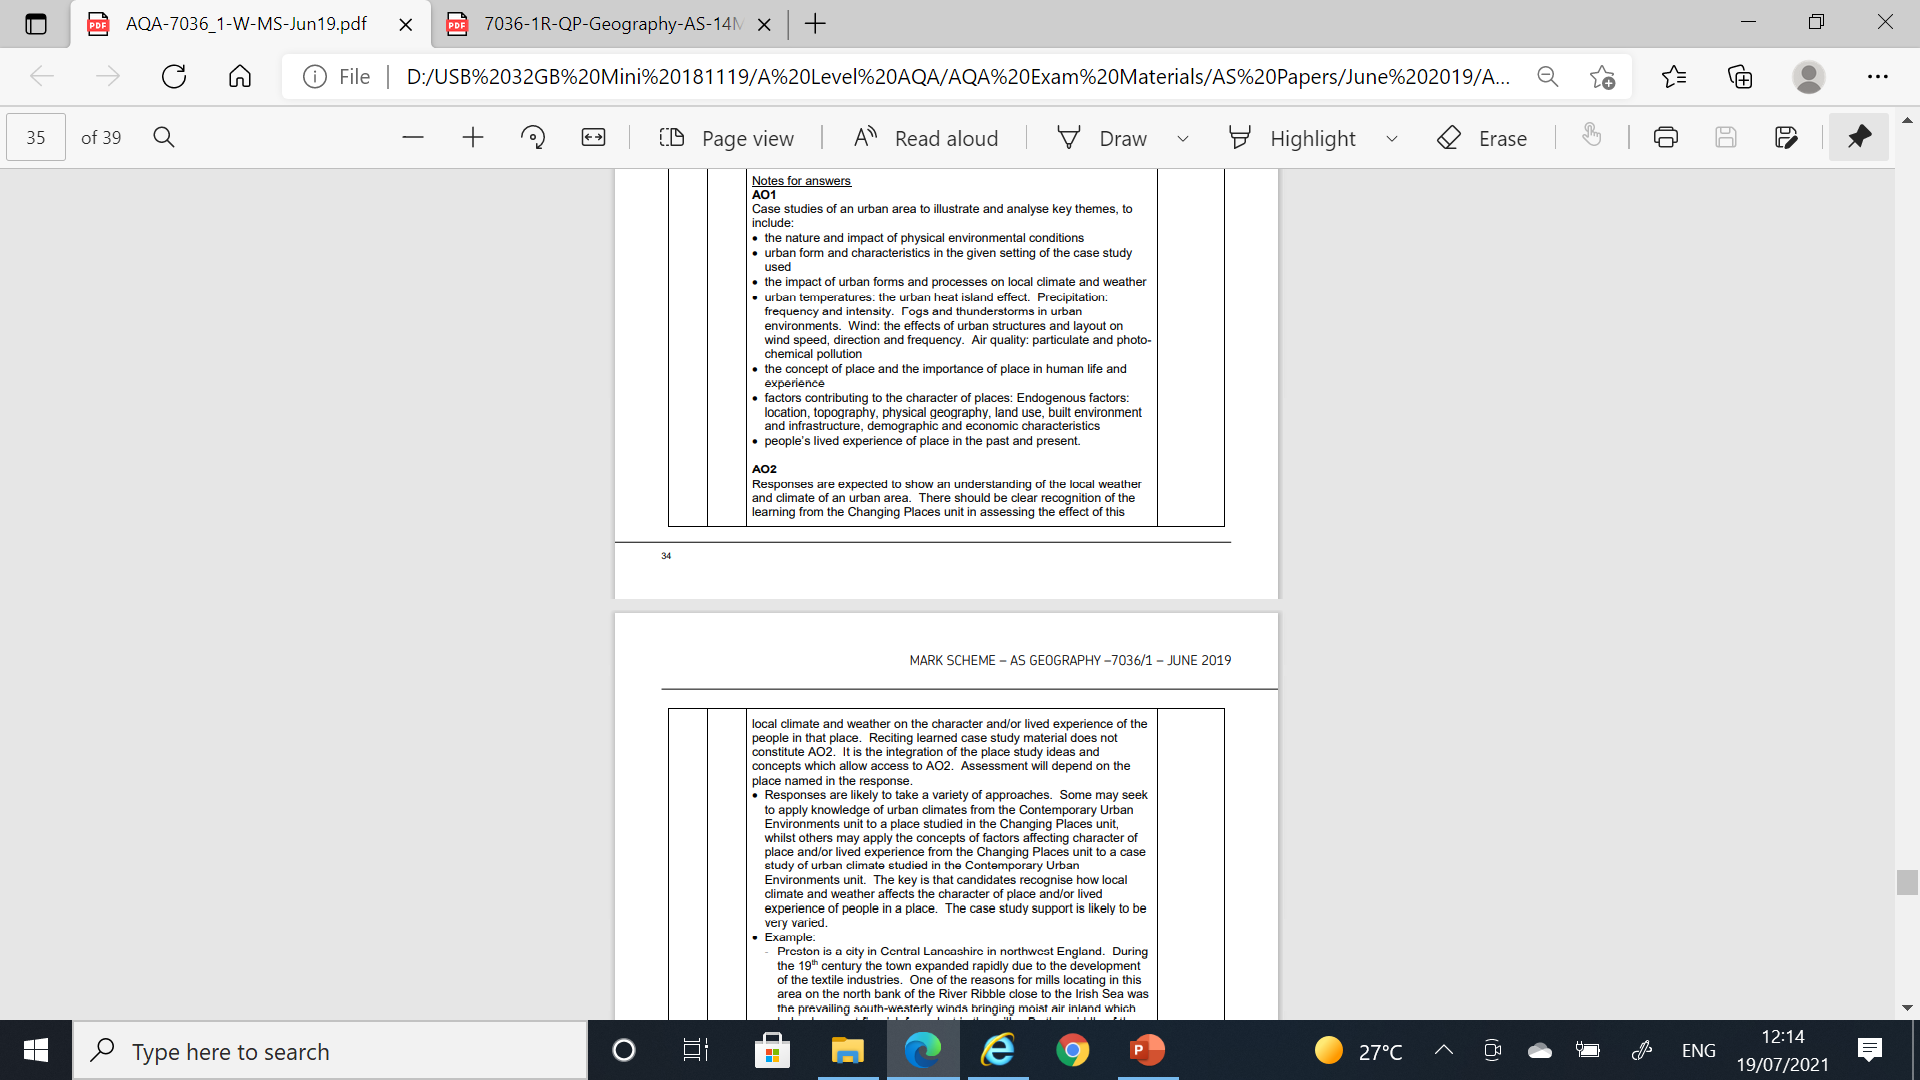 AQA-7036_1-W-MS-Jun19.pdf
7036-1R-QP-Geography-AS-14M
File
D:/USB%2032GB%20Mini%20181119/A%20Level%20AQA/AQA%20Exam%20Materials/AS%20Papers/June%202019/A...
35 of 39
Page view
Read aloud
Draw
Highlight
Erase
Notes for answers
AO1
Case studies of an urban area to illustrate and analyse key themes, to
include:
• the nature and impact of physical environmental conditions
• urban form and characteristics in the given setting of the case study
used
• the impact of urban forms and processes on local climate and weather
• urban temperatures: the urban heat island effect. Precipitation:
frequency and intensity. Fogs and thunderstorms in urban
environments. Wind: the effects of urban structures and layout on
wind speed, direction and frequency. Air quality: particulate and photo-
chemical pollution
• the concept of place and the importance of place in human life and
experience
• factors contributing to the character of places: Endogenous factors:
location, topography, physical geography, land use, built environment
and infrastructure, demographic and economic characteristics
• people's lived experience of place in the past and present.
AO2
Responses are expected to show an understanding of the local weather
and climate of an urban area. There should be clear recognition of the
learning from the Changing Places unit in assessing the effect of this
34
MARK SCHEME – AS GEOGRAPHY –7036/1 – JUNE 2019
local climate and weather on the character and/or lived experience of the
people in that place. Reciting learned case study material does not
constitute AO2. It is the integration of the place study ideas and
concepts which allow access to AO2. Assessment will depend on the
place named in the response.
• Responses are likely to take a variety of approaches. Some may seek
to apply knowledge of urban climates from the Contemporary Urban
Environments unit to a place studied in the Changing Places unit,
whilst others may apply the concepts of factors affecting character of
place and/or lived experience from the Changing Places unit to a case
study of urban climate studied in the Contemporary Urban
Environments unit. The key is that candidates recognise how local
climate and weather affects the character of place and/or lived
experience of people in a place. The case study support is likely to be
very varied.
• Example:
- Preston is a city in Central Lancashire in northwest England. During
the 19th century the town expanded rapidly due to the development
of the textile industries. One of the reasons for mills locating in this
area on the north bank of the River Ribble close to the Irish Sea was
the prevailing south-westerly winds bringing moist air inland which
Type here to search
27°C
ENG
12:14
19/07/2021